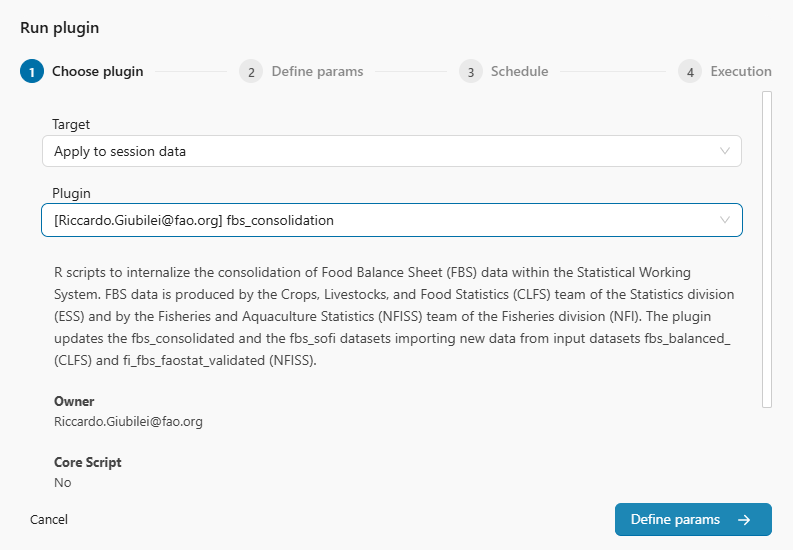 Run plugin
1 Choose plugin 2 Define params 3 Schedule 4 Execution
Target
Apply to session data
Plugin
[Riccardo.Giubilei@fao.org] fbs_consolidation
R scripts to internalize the consolidation of Food Balance Sheet (FBS) data within the Statistical Working
System. FBS data is produced by the Crops, Livestocks, and Food Statistics (CLFS) team of the Statistics division
(ESS) and by the Fisheries and Aquaculture Statistics (NFISS) team of the Fisheries division (NFI). The plugin
updates the fbs_consolidated and the fbs_sofi datasets importing new data from input datasets fbs_balanced_
(CLFS) and fi_fbs_faostat_validated (NFISS).
Owner
Riccardo.Giubilei@fao.org
Core Script
No
Cancel
Define params